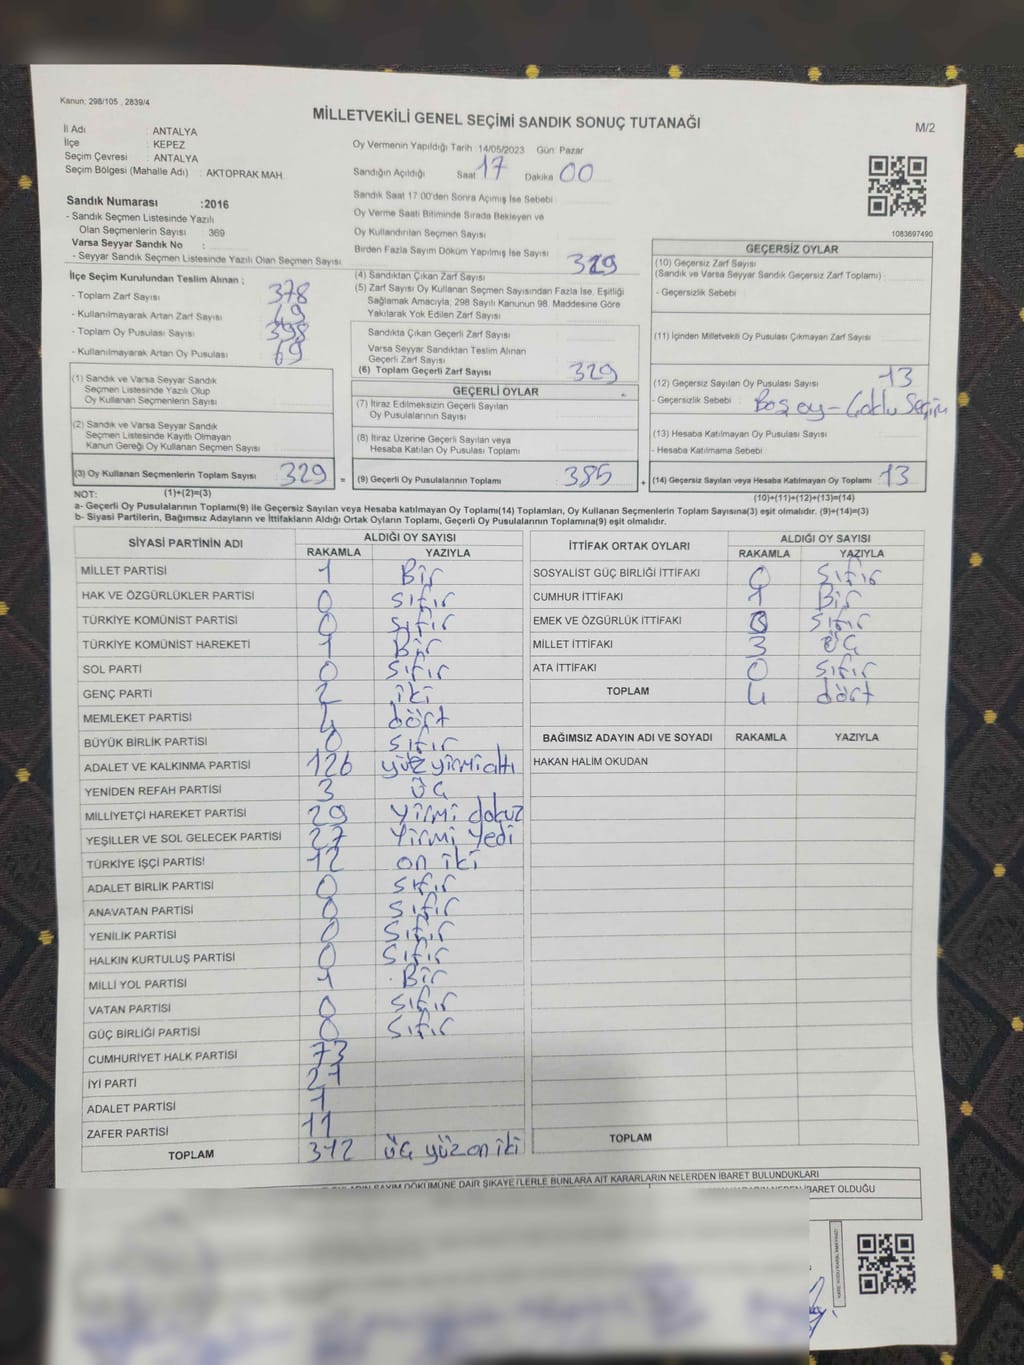 Kanun: 298/105 , 2839/4
MİLLETVEKİLİ GENEL SEÇİMİ SANDIK SONUÇ TUTANAĞI
M/2
İl Adı : ANTALYA
İlçe : KEPEZ
Seçim Çevresi : ANTALYA
Seçim Bölgesi (Mahalle Adı) : AKTOPRAK MAH.
Oy Vermenin Yapıldığı Tarih :14/05/2023 Gün: Pazar
Sandığın Açıldığı Saat 17 Dakika 00
Sandık Saat 17:00'den Sonra Açılmış İse Sebebi :
Oy Verme Saati Bitiminde Sırada Bekleyen ve
Oy Kullandırılan Seçmen Sayısı
Birden Fazla Sayım Döküm Yapılmış İse Sayısı
Sandık Numarası :2016
- Sandık Seçmen Listesinde Yazılı
Olan Seçmenlerin Sayısı : 369
Varsa Seyyar Sandık No :
- Seyyar Sandık Seçmen Listesinde Yazılı Olan Seçmen Sayısı:
1083697490
İlçe Seçim Kurulundan Teslim Alınan ;
- Toplam Zarf Sayısı 378
- Kullanılmayarak Artan Zarf Sayısı 49
- Toplam Oy Pusulası Sayısı 398
- Kullanılmayarak Artan Oy Pusulası 69
(1) Sandık ve Varsa Seyyar Sandık
Seçmen Listesinde Yazılı Olup
Oy Kullanan Seçmenlerin Sayısı
(2) Sandık ve Varsa Seyyar Sandık
Seçmen Listesinde Kayıtlı Olmayan
Kanun Gereği Oy Kullanan Seçmen Sayısı
(3) Oy Kullanan Seçmenlerin Toplam Sayısı 329 =
(4) Sandıktan Çıkan Zarf Sayısı 329
(5) Zarf Sayısı Oy Kullanan Seçmen Sayısından Fazla İse, Eşitliği
Sağlamak Amacıyla; 298 Sayılı Kanunun 98. Maddesine Göre
Yakılarak Yok Edilen Zarf Sayısı
Sandıkta Çıkan Geçerli Zarf Sayısı
Varsa Seyyar Sandıktan Teslim Alınan
Geçerli Zarf Sayısı
(6) Toplam Geçerli Zarf Sayısı 329
GEÇERLİ OYLAR
(7) İtiraz Edilmeksizin Geçerli Sayılan
Oy Pusulalarının Sayısı
(8) İtiraz Üzerine Geçerli Sayılan veya
Hesaba Katılan Oy Pusulası Toplamı
(9) Geçerli Oy Pusulalarının Toplamı 385 +
GEÇERSİZ OYLAR
(10) Geçersiz Zarf Sayısı
(Sandık ve Varsa Seyyar Sandık Geçersiz Zarf Toplamı) :
- Geçersizlik Sebebi :
(11) İçinden Milletvekili Oy Pusulası Çıkmayan Zarf Sayısı
(12) Geçersiz Sayılan Oy Pusulası Sayısı 13
- Geçersizlik Sebebi : Boş oy - Çoklu Seçim
(13) Hesaba Katılmayan Oy Pusulası Sayısı
- Hesaba Katılmama Sebebi :
(14) Geçersiz Sayılan veya Hesaba Katılmayan Oy Toplamı 13
NOT: (1)+(2)=(3)
(10)+(11)+(12)+(13)=(14)
a- Geçerli Oy Pusulalarının Toplamı(9) ile Geçersiz Sayılan veya Hesaba katılmayan Oy Toplamı(14) Toplamları, Oy Kullanan Seçmenlerin Toplam Sayısına(3) eşit olmalıdır. (9)+(14)=(3)
b- Siyasi Partilerin, Bağımsız Adayların ve İttifakların Aldığı Ortak Oyların Toplamı, Geçerli Oy Pusulalarının Toplamına(9) eşit olmalıdır.
SİYASİ PARTİNİN ADI ALDIĞI OY SAYISI
RAKAMLA YAZIYLA
MİLLET PARTİSİ 1 Bir
HAK VE ÖZGÜRLÜKLER PARTİSİ 0 sıfır
TÜRKİYE KOMÜNİST PARTİSİ 0 sıfır
TÜRKİYE KOMÜNİST HAREKETİ 1 Bir
SOL PARTİ 0 sıfır
GENÇ PARTİ 2 iki
MEMLEKET PARTİSİ 4 dört
BÜYÜK BİRLİK PARTİSİ 0 sıfır
ADALET VE KALKINMA PARTİSİ 126 yüz yirmi altı
YENİDEN REFAH PARTİSİ 3 üç
MİLLİYETÇİ HAREKET PARTİSİ 29 yirmi dokuz
YEŞİLLER VE SOL GELECEK PARTİSİ 27 yirmi yedi
TÜRKİYE İŞÇİ PARTİSİ 12 on iki
ADALET BİRLİK PARTİSİ 0 sıfır
ANAVATAN PARTİSİ 0 sıfır
YENİLİK PARTİSİ 0 sıfır
HALKIN KURTULUŞ PARTİSİ 0 sıfır
MİLLİ YOL PARTİSİ 1 Bir
VATAN PARTİSİ 0 sıfır
GÜÇ BİRLİĞİ PARTİSİ 0 sıfır
CUMHURİYET HALK PARTİSİ 73
İYİ PARTİ 21
ADALET PARTİSİ 1
ZAFER PARTİSİ 11
TOPLAM 312 üç yüz on iki
İTTİFAK ORTAK OYLARI ALDIĞI OY SAYISI
RAKAMLA YAZIYLA
SOSYALİST GÜÇ BİRLİĞİ İTTİFAKI 0 sıfır
CUMHUR İTTİFAKI 1 Bir
EMEK VE ÖZGÜRLÜK İTTİFAKI 0 sıfır
MİLLET İTTİFAKI 3 üç
ATA İTTİFAKI 0 sıfır
TOPLAM 4 dört
BAĞIMSIZ ADAYIN ADI VE SOYADI RAKAMLA YAZIYLA
HAKAN HALİM OKUDAN
TOPLAM
SAYIM DÖKÜMÜNE DAİR ŞİKAYETLERLE BUNLARA AİT KARARLARIN NELERDEN İBARET BULUNDUKLARI
İBARET OLDUĞU